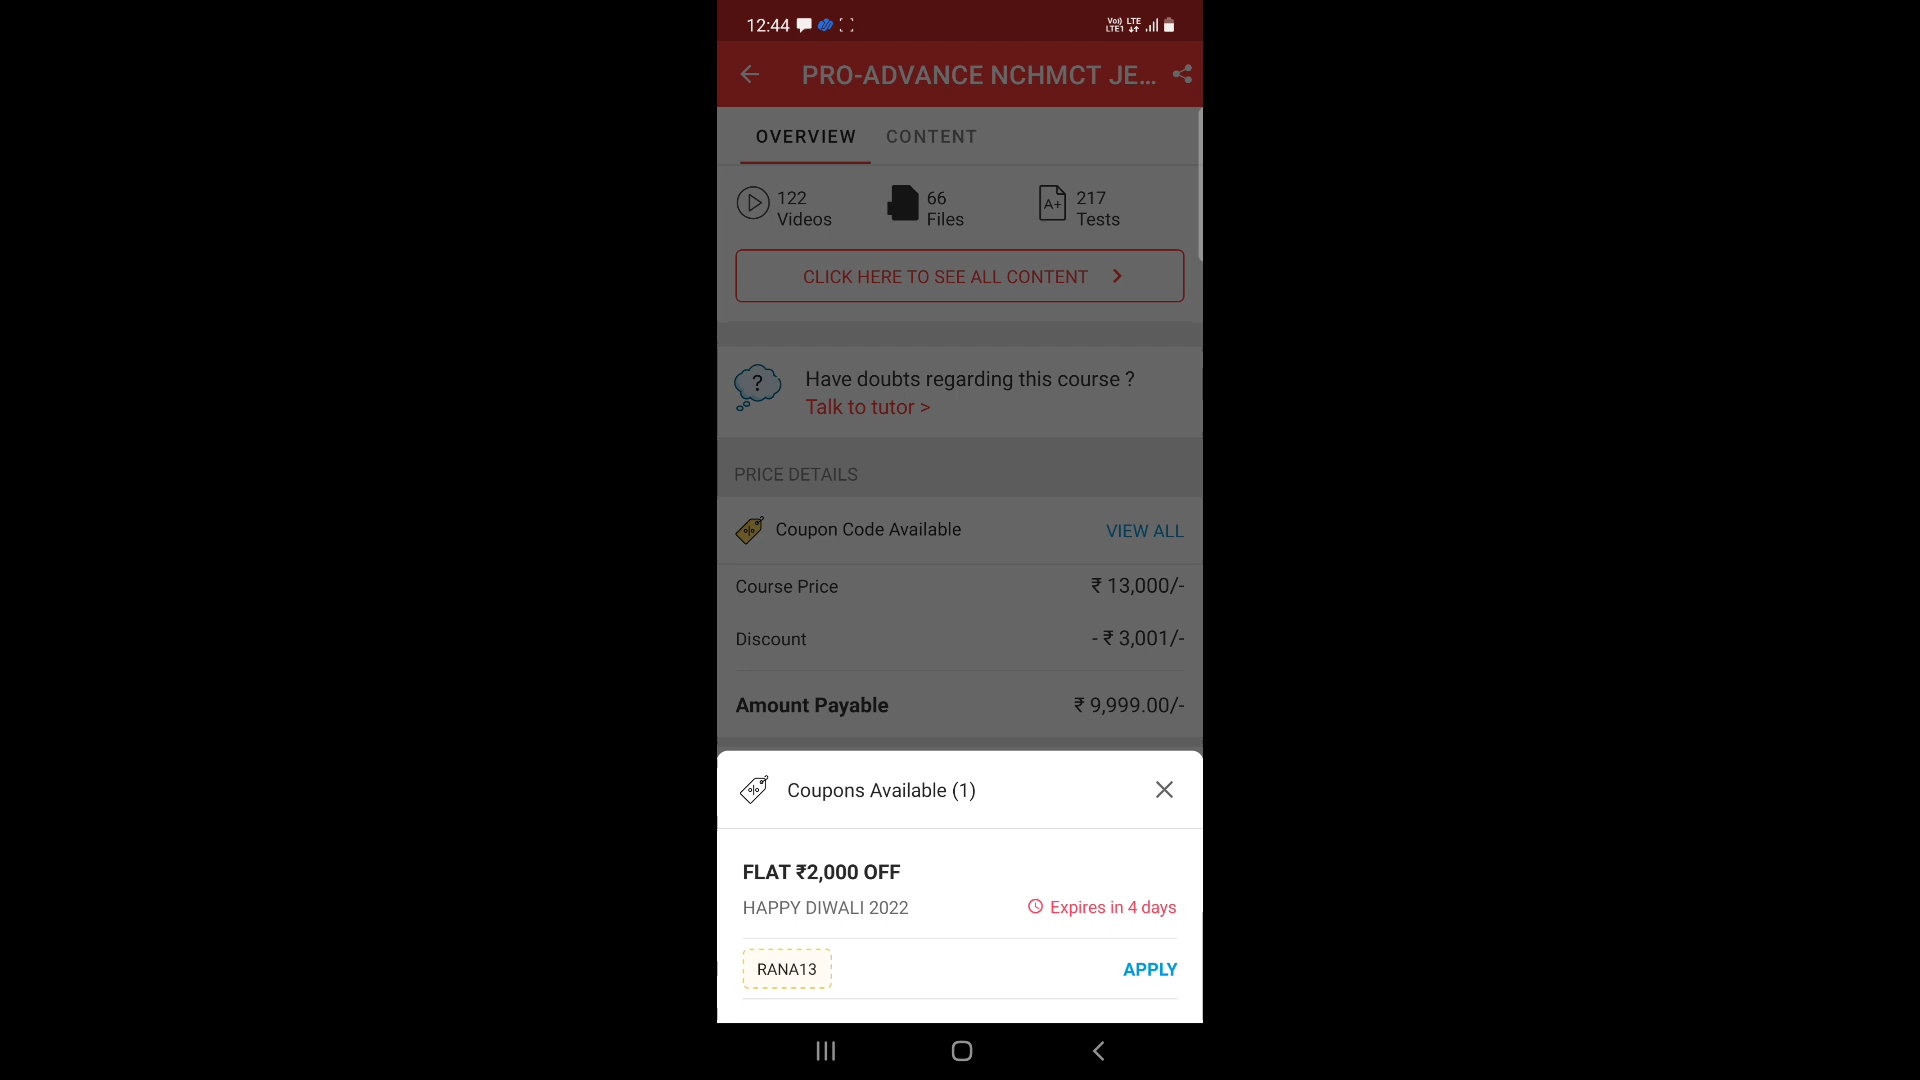 12:44
Vo) LTE
LTE1
PRO-ADVANCE NCHMCT JE...
OVERVIEW CONTENT
122 Videos
66 Files
A+ 217 Tests
CLICK HERE TO SEE ALL CONTENT
? Have doubts regarding this course ?
Talk to tutor >
PRICE DETAILS
Coupon Code Available VIEW ALL
Course Price ₹ 13,000/-
Discount - ₹ 3,001/-
Amount Payable ₹ 9,999.00/-
Coupons Available (1)
FLAT ₹2,000 OFF
HAPPY DIWALI 2022 Expires in 4 days
RANA13 APPLY